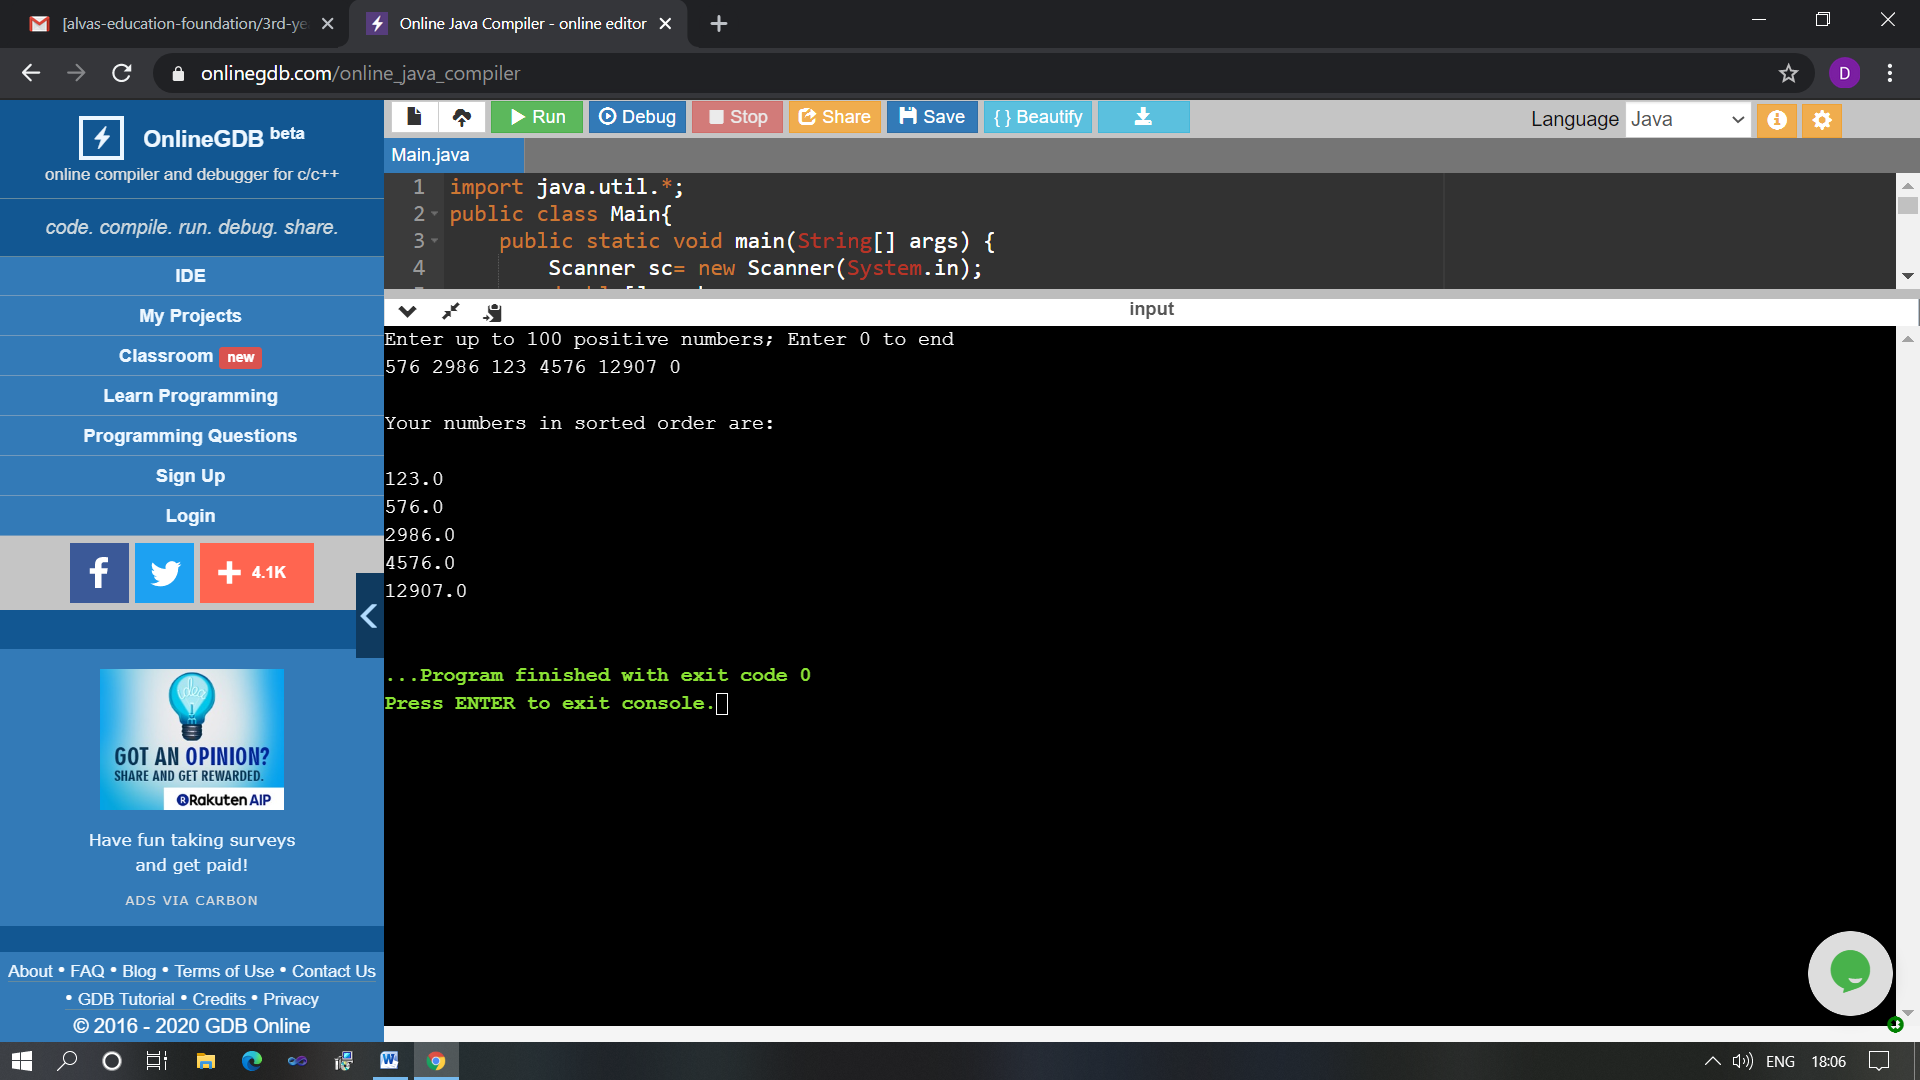 [alvas-education-foundation/3rd-ye
Online Java Compiler - online editor
onlinegdb.com/online_java_compiler
D
OnlineGDB beta
online compiler and debugger for c/c++
code. compile. run. debug. share.
IDE
My Projects
Classroom new
Learn Programming
Programming Questions
Sign Up
Login
4.1K
idea
GOT AN OPINION?
SHARE AND GET REWARDED.
Rakuten AIP
Have fun taking surveys
and get paid!
ADS VIA CARBON
About • FAQ • Blog • Terms of Use • Contact Us
• GDB Tutorial • Credits • Privacy
© 2016 - 2020 GDB Online
Run Debug Stop Share Save { } Beautify
Language Java
Main.java
1 import java.util.*;
2 public class Main{
3 public static void main(String[] args) {
4 Scanner sc= new Scanner(System.in);
input
Enter up to 100 positive numbers; Enter 0 to end
576 2986 123 4576 12907 0
Your numbers in sorted order are:
123.0
576.0
2986.0
4576.0
12907.0
...Program finished with exit code 0
Press ENTER to exit console.
ENG 18:06